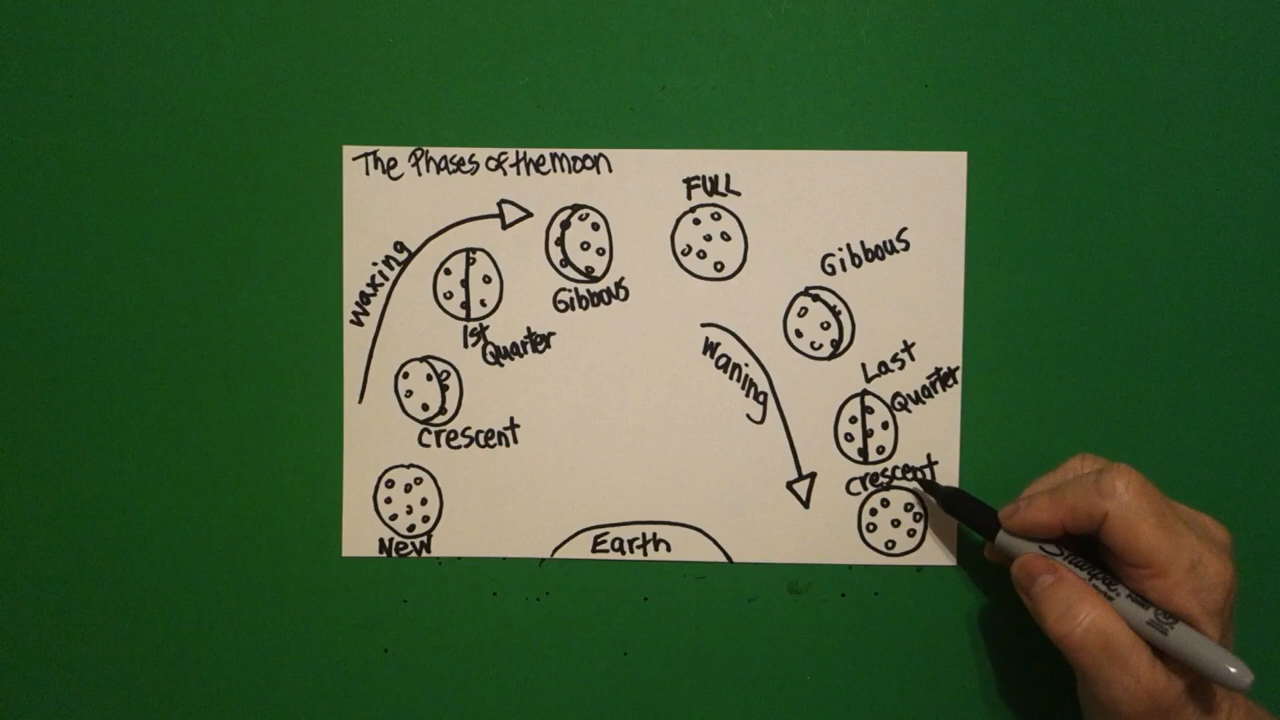 The Phases of the Moon
FULL
waxing
Gibbous
Gibbous
1st
Quarter
Waning
Last
Quarter
crescent
crescent
New
Earth
Sharpie